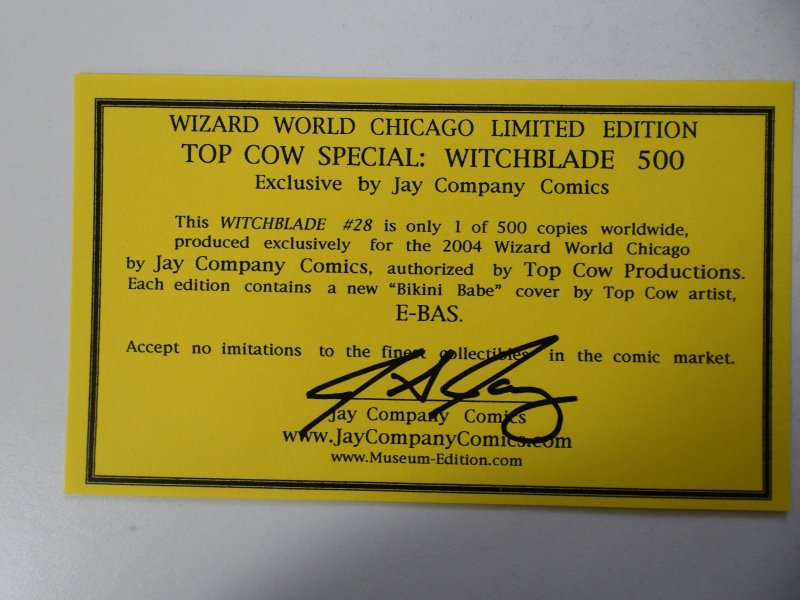 WIZARD WORLD CHICAGO LIMITED EDITION
TOP COW SPECIAL: WITCHBLADE 500
Exclusive by Jay Company Comics
This WITCHBLADE #28 is only 1 of 500 copies worldwide,
produced exclusively for the 2004 Wizard World Chicago
by Jay Company Comics, authorized by Top Cow Productions.
Each edition contains a new “Bikini Babe” cover by Top Cow artist,
E-BAS.
Accept no imitations to the finest collectibles in the comic market.
Jay Company Comics
www.JayCompanyComics.com
www.Museum-Edition.com